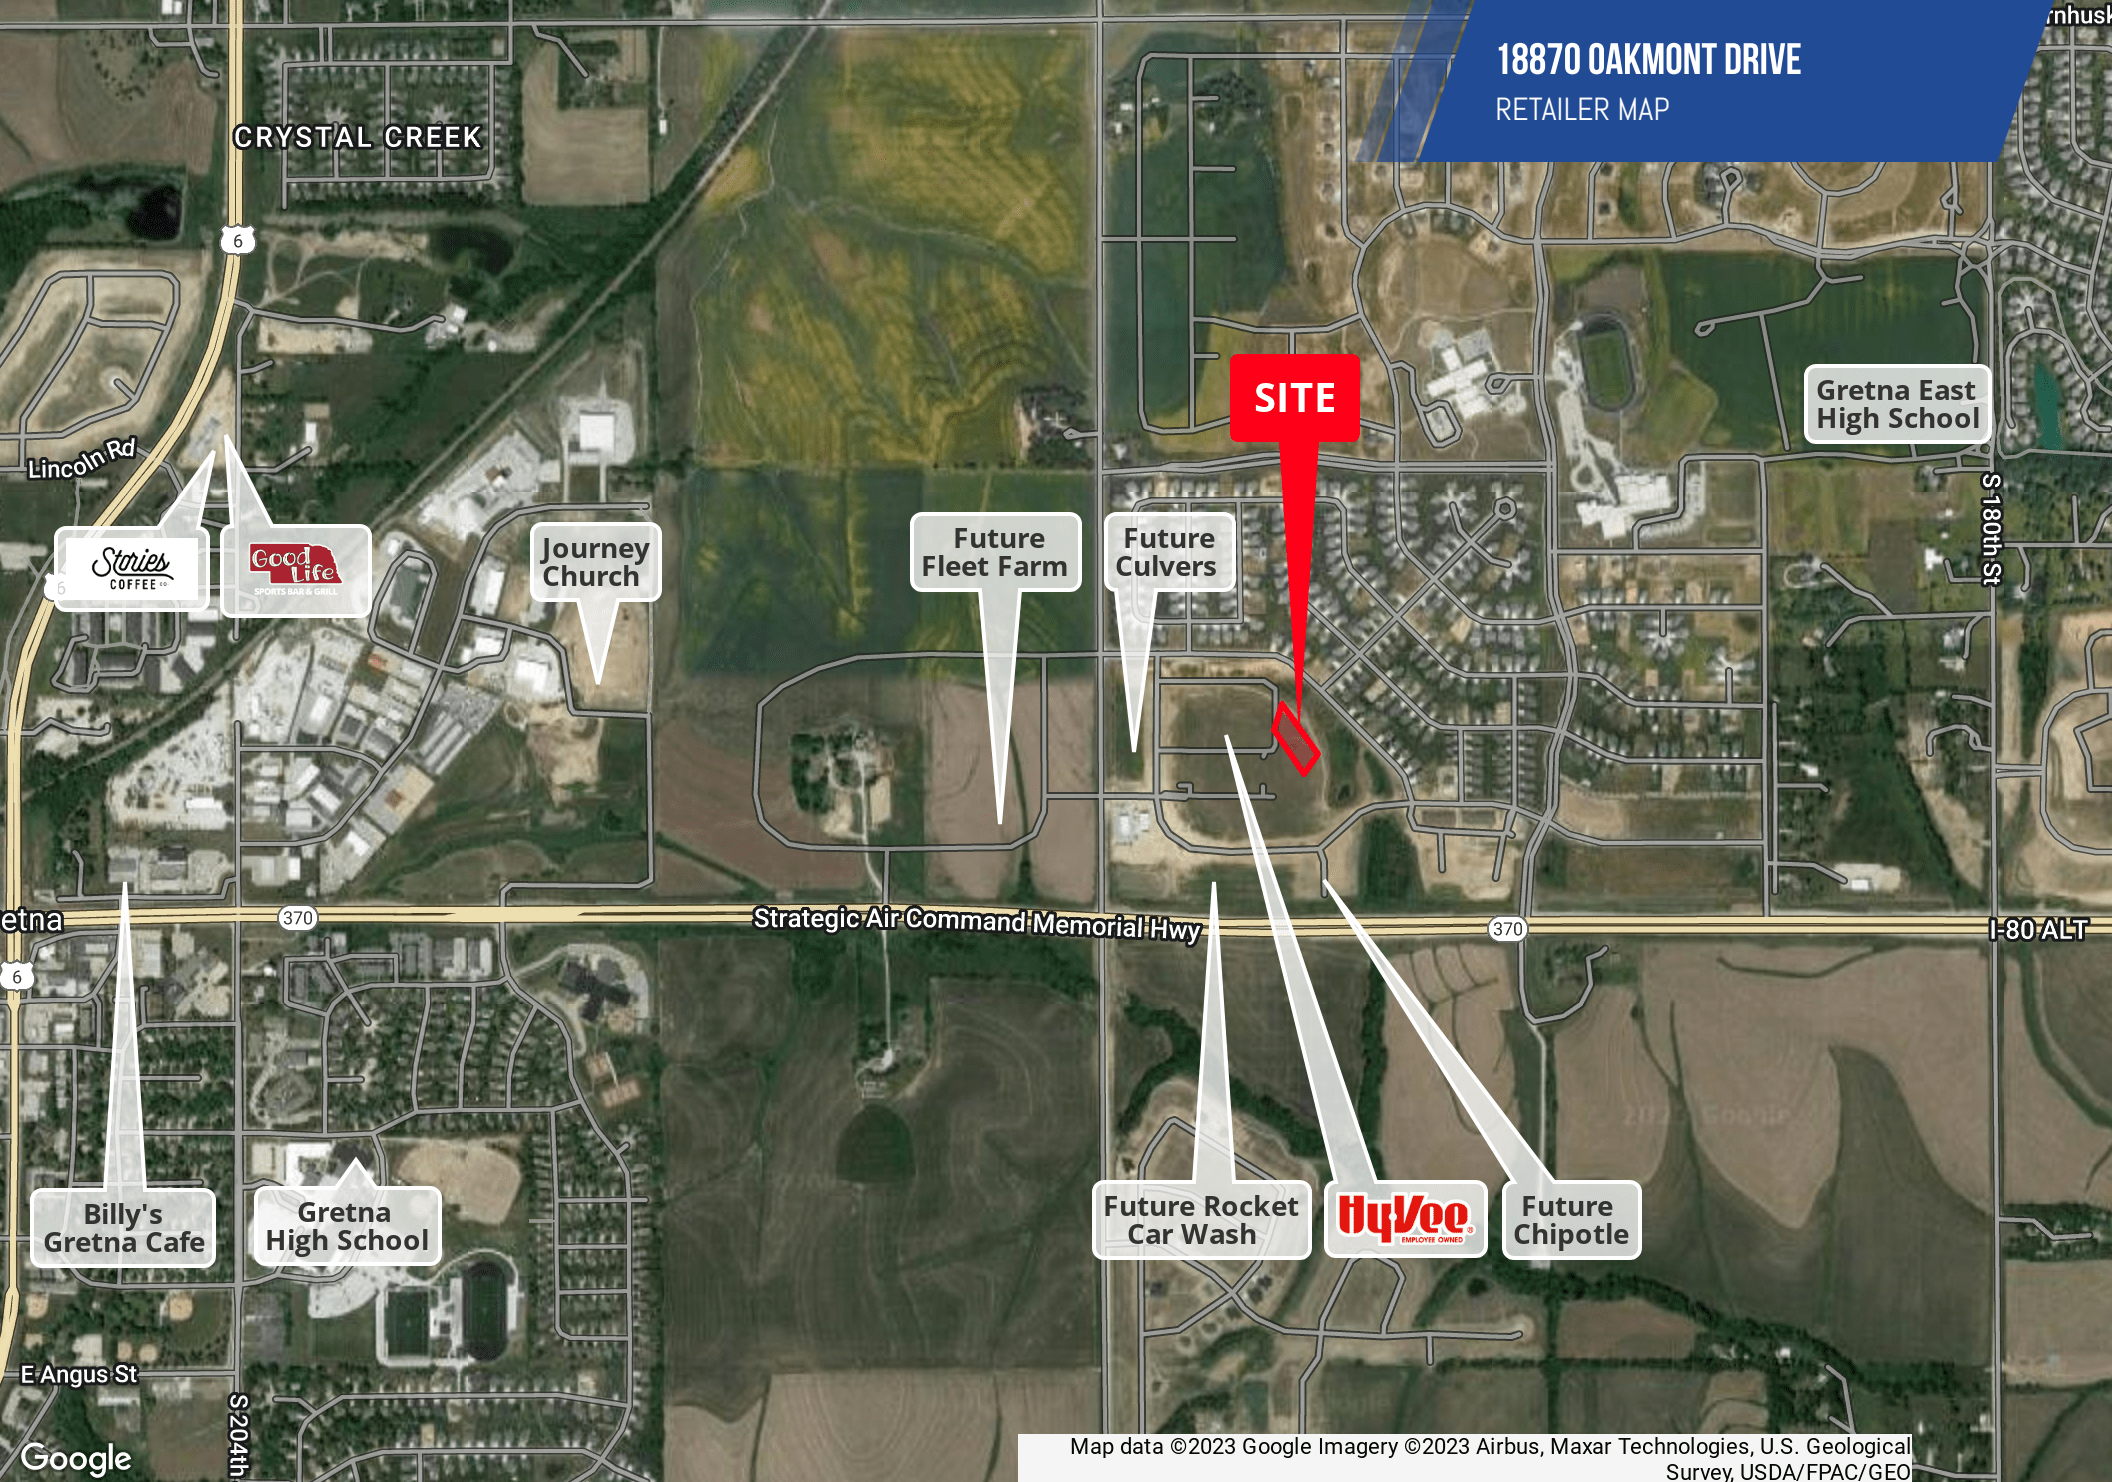 rnhusk
18870 OAKMONT DRIVE
RETAILER MAP
CRYSTAL CREEK
6
SITE
Gretna East
High School
Lincoln Rd
S 180th St
Stories
COFFEE CO
Good
Life
SPORTS BAR & GRILL
6
Journey
Church
Future
Fleet Farm
Future
Culvers
etna
370
Strategic Air Command Memorial Hwy
370
I-80 ALT
6
Billy's
Gretna Cafe
Gretna
High School
Future Rocket
Car Wash
HyVee
EMPLOYEE OWNED
Future
Chipotle
E Angus St
S 204th
Google
Map data ©2023 Google Imagery ©2023 Airbus, Maxar Technologies, U.S. Geological
Survey, USDA/FPAC/GEO